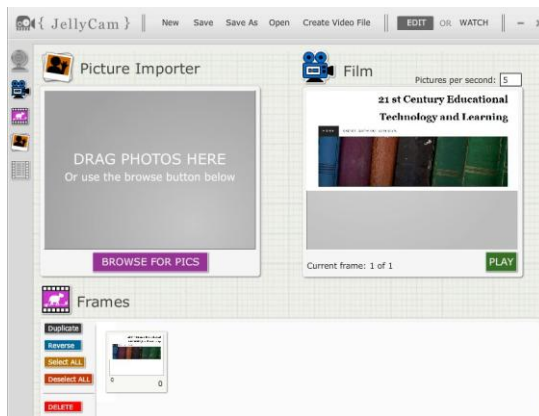 { JellyCam } New Save Save As Open Create Video File EDIT OR WATCH –
Picture Importer
Film
Pictures per second: 5
21 st Century Educational
Technology and Learning
DRAG PHOTOS HERE
Or use the browse button below
BROWSE FOR PICS
Current frame: 1 of 1
PLAY
Frames
Duplicate
Reverse
Select ALL
Deselect ALL
DELETE
0 0